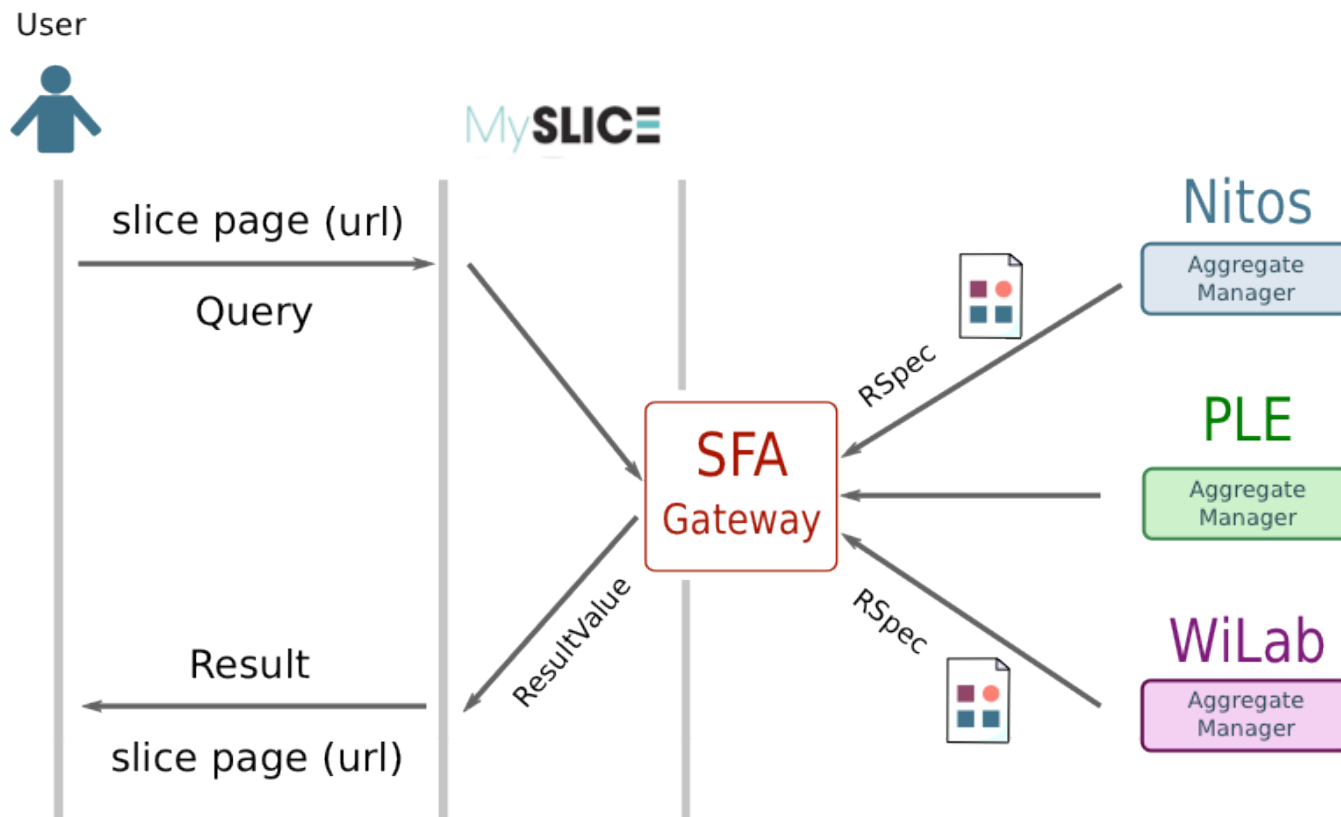 User
MySLICE
slice page (url)
Query
Nitos
Aggregate
Manager
RSpec
PLE
Aggregate
Manager
SFA
Gateway
RSpec
WiLab
Aggregate
Manager
ResultValue
Result
slice page (url)